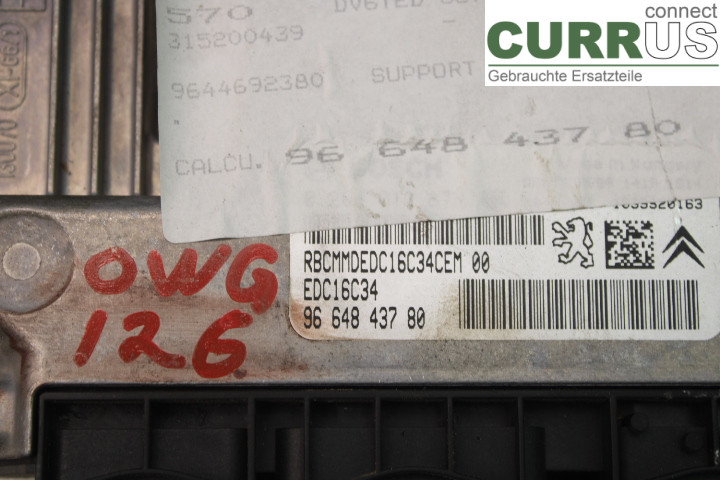 connect
CURRUS
Gebrauchte Ersatzteile
570
315200439
9644692380 SUPPORT
CALCU. 96 648 437 80
1039S20163
RBCMMDEDC16C34CEM 00
EDC16C34
96 648 437 80
OWG
126